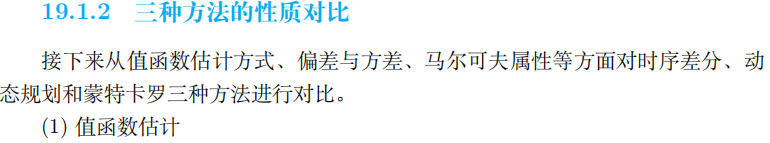 19.1.2 三种方法的性质对比
接下来从值函数估计方式、偏差与方差、马尔可夫属性等方面对时序差分、动
态规划和蒙特卡罗三种方法进行对比。
(1) 值函数估计